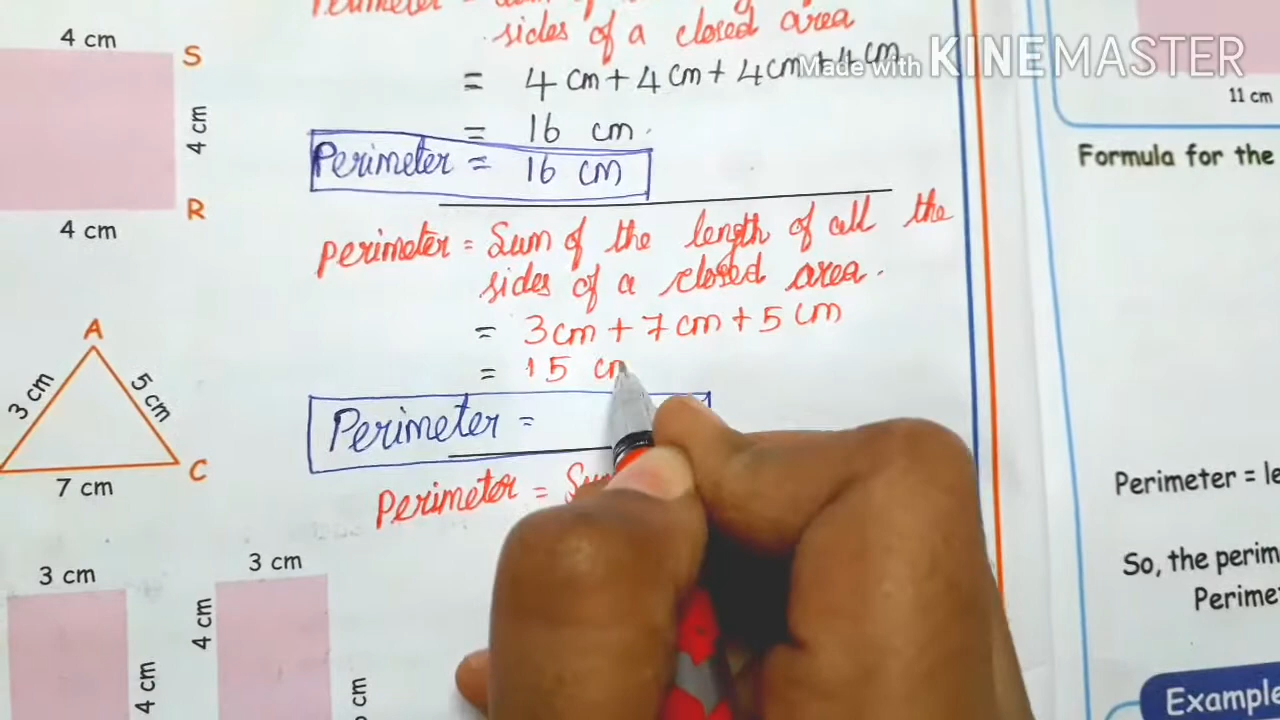 Perimeter =
sides of a closed area
= 4 cm + 4 cm + 4 cm + 4 cm
= 16 cm.
Perimeter = 16 cm
perimeter = Sum of the length of all the
sides of a closed area.
= 3 cm + 7 cm + 5 cm
= 15 cm
Perimeter =
Perimeter = Sum
4 cm
S
4 cm
R
4 cm
A
3 cm
5 cm
C
7 cm
3 cm
4 cm
3 cm
4 cm
cm
Made with KINEMASTER
11 cm
Formula for the
Perimeter = le
So, the perim
Perime
Example